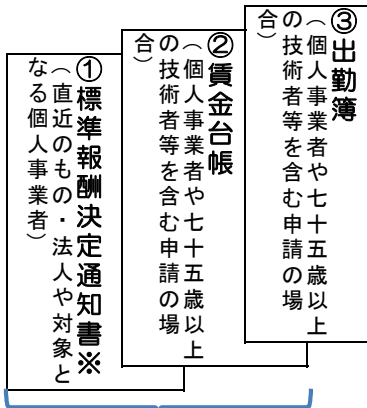 ③出勤簿
（個人事業者や七十五歳以上
の技術者等を含む申請の場
合）
②賃金台帳
（個人事業者や七十五歳以上
の技術者等を含む申請の場
合）
①標準報酬決定通知書※
（直近のもの・法人や対象と
なる個人事業者）